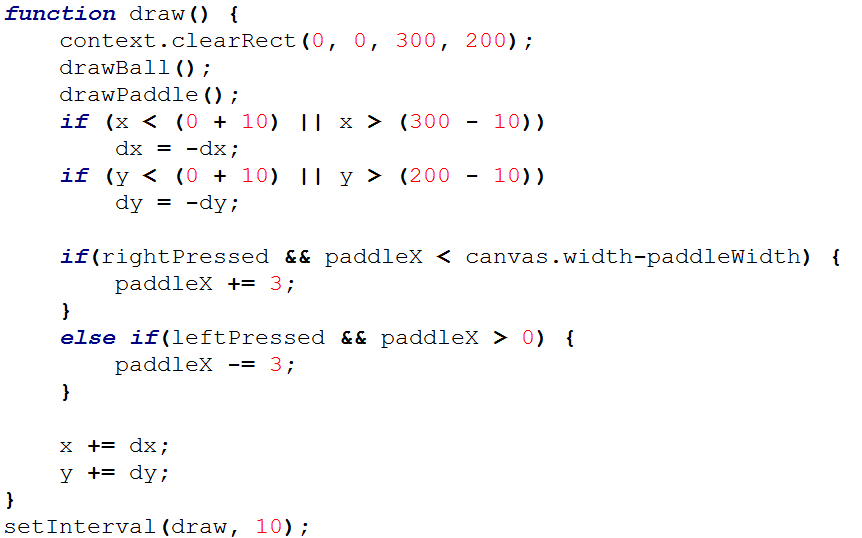 function draw() {
    context.clearRect(0, 0, 300, 200);
    drawBall();
    drawPaddle();
    if (x < (0 + 10) || x > (300 - 10))
        dx = -dx;
    if (y < (0 + 10) || y > (200 - 10))
        dy = -dy;

    if(rightPressed && paddleX < canvas.width-paddleWidth) {
        paddleX += 3;
    }
    else if(leftPressed && paddleX > 0) {
        paddleX -= 3;
    }

    x += dx;
    y += dy;
}
setInterval(draw, 10);